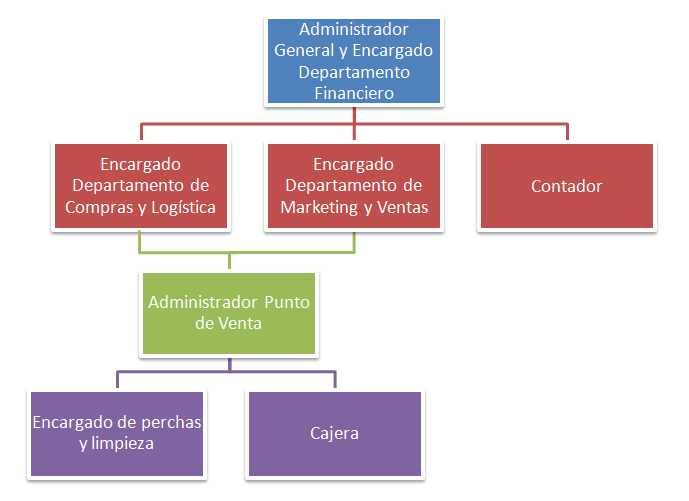 Administrador
General y Encargado
Departamento
Financiero
Encargado
Departamento de
Compras y Logística
Encargado
Departamento de
Marketing y Ventas
Contador
Administrador Punto
de Venta
Encargado de perchas
y limpieza
Cajera